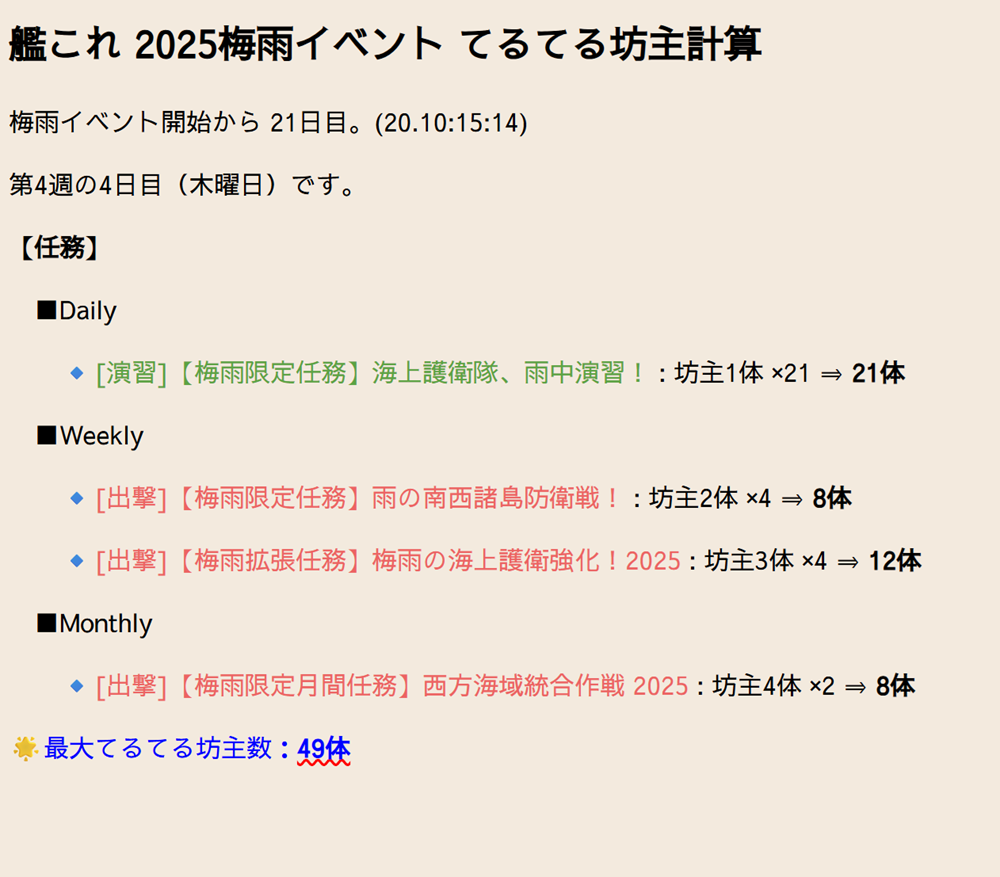 艦これ 2025梅雨イベント てるてる坊主計算
梅雨イベント開始から 21日目。(20.10:15:14)
第4週の4日目（木曜日）です。
【任務】
■Daily
🔹 [演習]【梅雨限定任務】海上護衛隊、雨中演習！ : 坊主1体 ×21 ⇒ 21体
■Weekly
🔹 [出撃]【梅雨限定任務】雨の南西諸島防衛戦！ : 坊主2体 ×4 ⇒ 8体
🔹 [出撃]【梅雨拡張任務】梅雨の海上護衛強化！2025 : 坊主3体 ×4 ⇒ 12体
■Monthly
🔹 [出撃]【梅雨限定月間任務】西方海域統合作戦 2025 : 坊主4体 ×2 ⇒ 8体
🌟 最大てるてる坊主数：49体